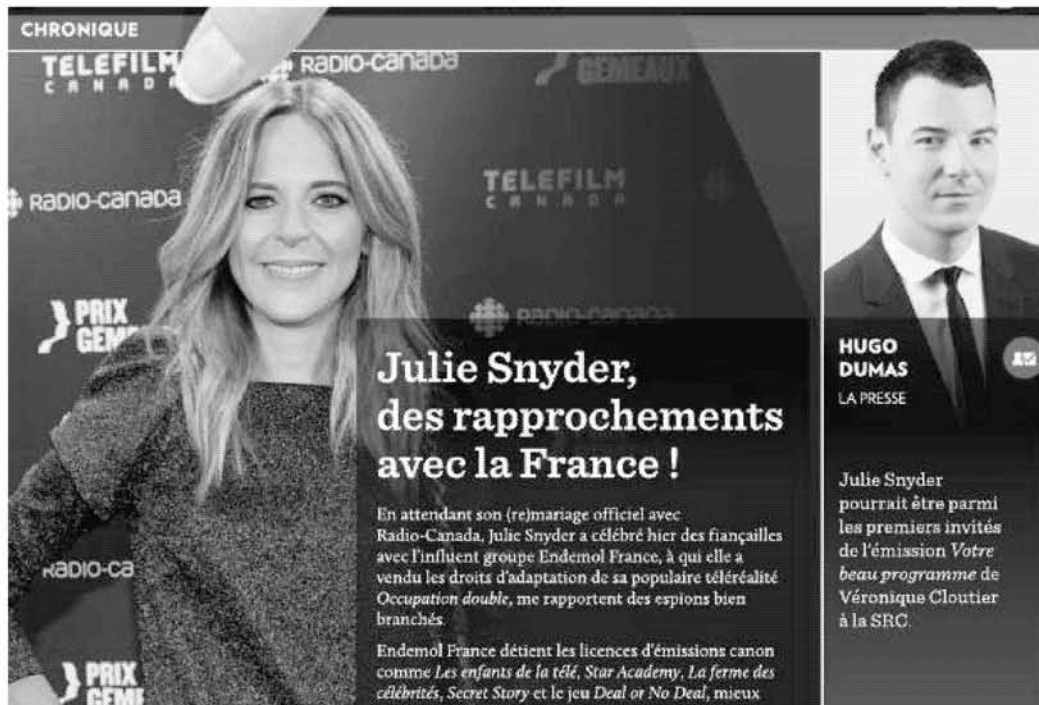 CHRONIQUE
TELEFILM
CANADA
RADIO-CANADA
GEMEAUX
RADIO-CANADA
TELEFILM
CANADA
PRIX
GEM
RADIO-CANADA
Julie Snyder,
des rapprochements
avec la France !
En attendant son (re)mariage officiel avec
Radio-Canada, Julie Snyder a célébré hier des fiançailles
avec l'influent groupe Endemol France, à qui elle a
vendu les droits d'adaptation de sa populaire téléréalité
Occupation double, me rapportent des espions bien
branchés.
Endemol France détient les licences d'émissions canon
comme Les enfants de la télé, Star Academy, La ferme des
célébrités, Secret Story et le jeu Deal or No Deal, mieux
RADIO-CA
PRIX
GEME
HUGO
DUMAS
LA PRESSE
Julie Snyder
pourrait être parmi
les premiers invités
de l'émission Votre
beau programme de
Véronique Cloutier
à la SRC.